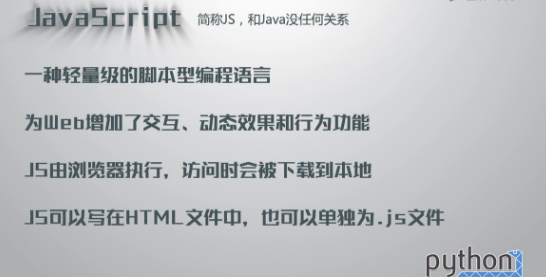 JavaScript 简称JS，和Java没任何关系
一种轻量级的脚本型编程语言
为Web增加了交互、动态效果和行为功能
JS由浏览器执行，访问时会被下载到本地
JS可以写在HTML文件中，也可以单独为.js文件
python